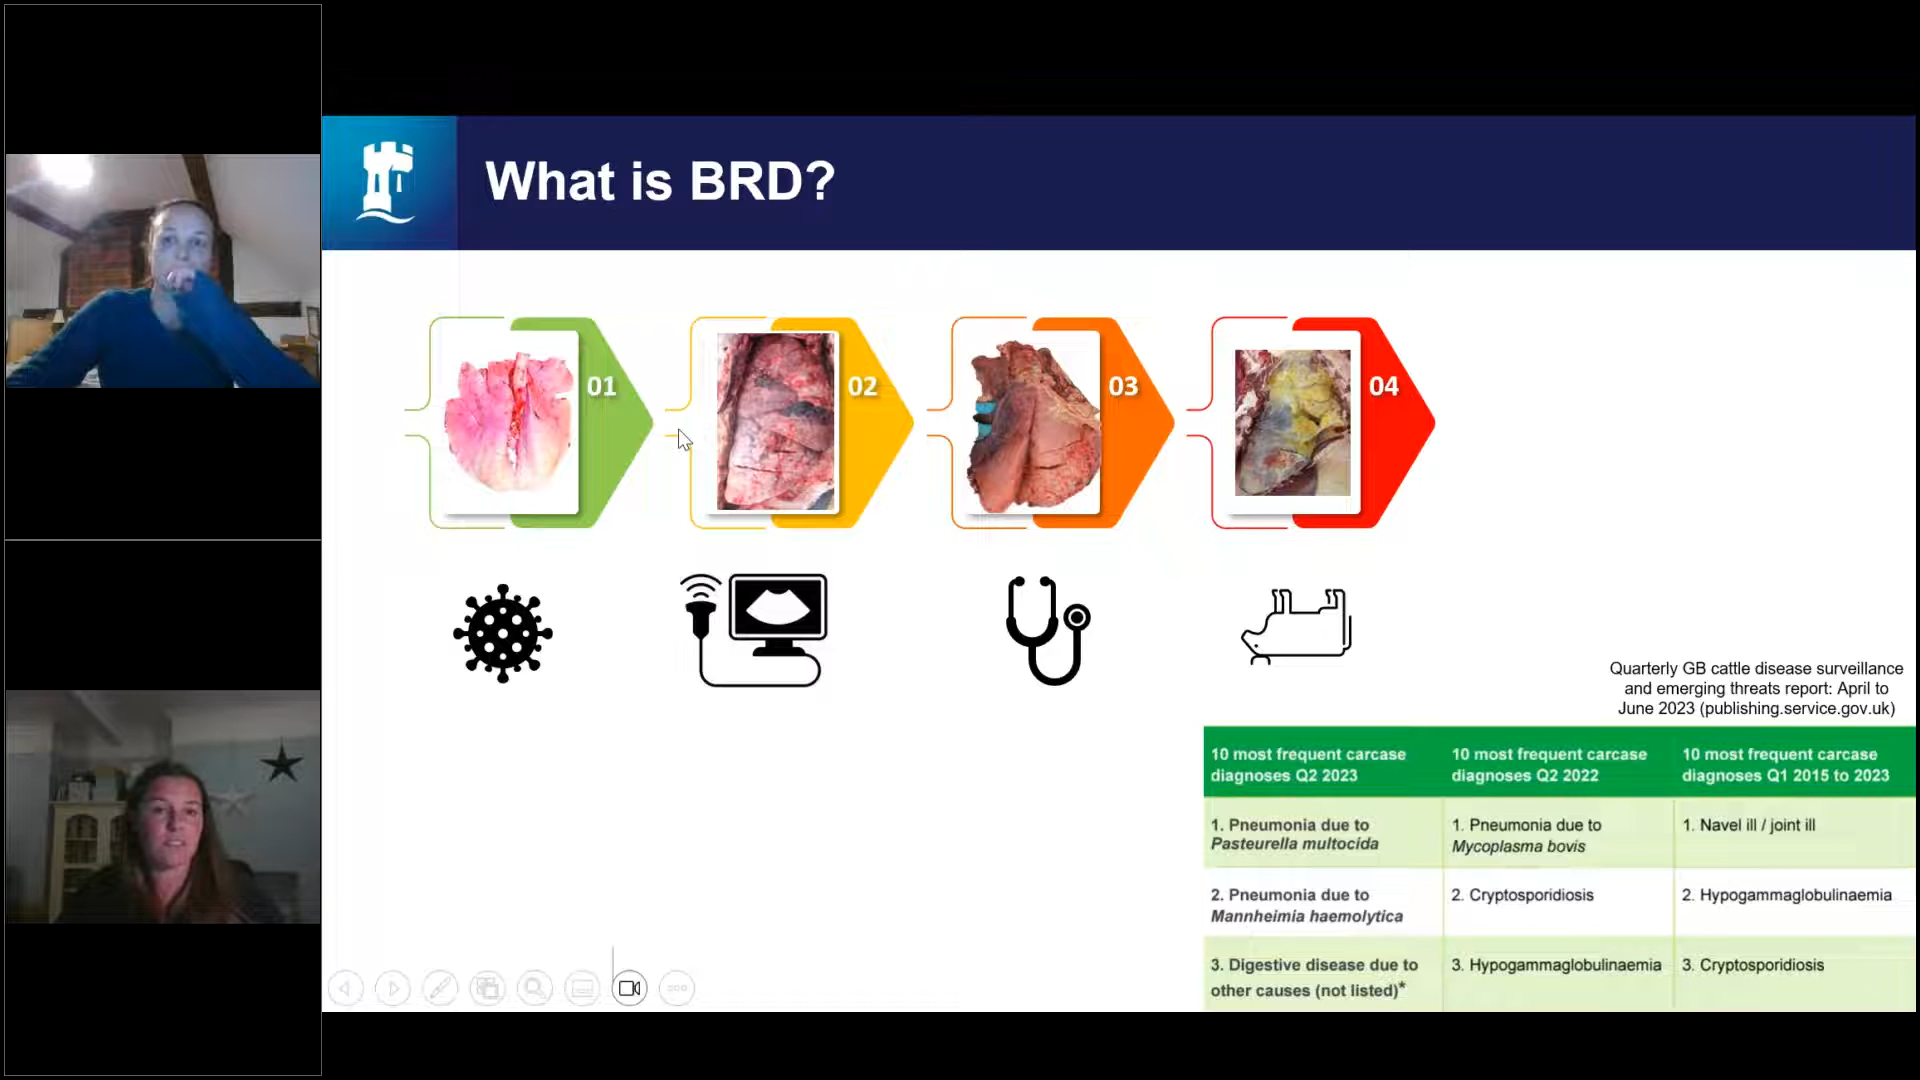 What is BRD?
01
02
03
04
Quarterly GB cattle disease surveillance
and emerging threats report: April to
June 2023 (publishing.service.gov.uk)
10 most frequent carcase
diagnoses Q2 2023
10 most frequent carcase
diagnoses Q2 2022
10 most frequent carcase
diagnoses Q1 2015 to 2023
1. Pneumonia due to
Pasteurella multocida
1. Pneumonia due to
Mycoplasma bovis
1. Navel ill / joint ill
2. Pneumonia due to
Mannheimia haemolytica
2. Cryptosporidiosis
2. Hypogammaglobulinaemia
3. Digestive disease due to
other causes (not listed)*
3. Hypogammaglobulinaemia
3. Cryptosporidiosis